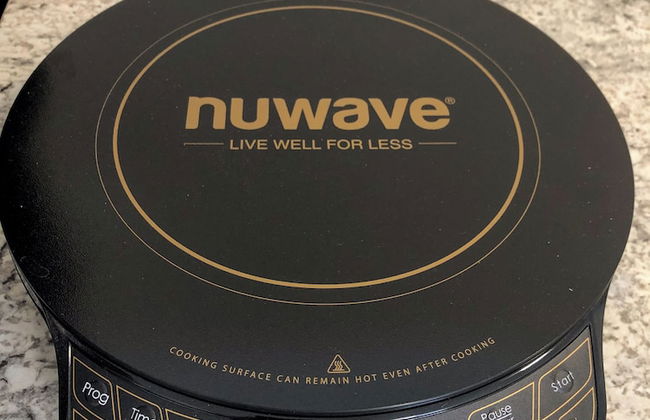 nuwave®
LIVE WELL FOR LESS
COOKING SURFACE CAN REMAIN HOT EVEN AFTER COOKING
Prog
Pause
Start